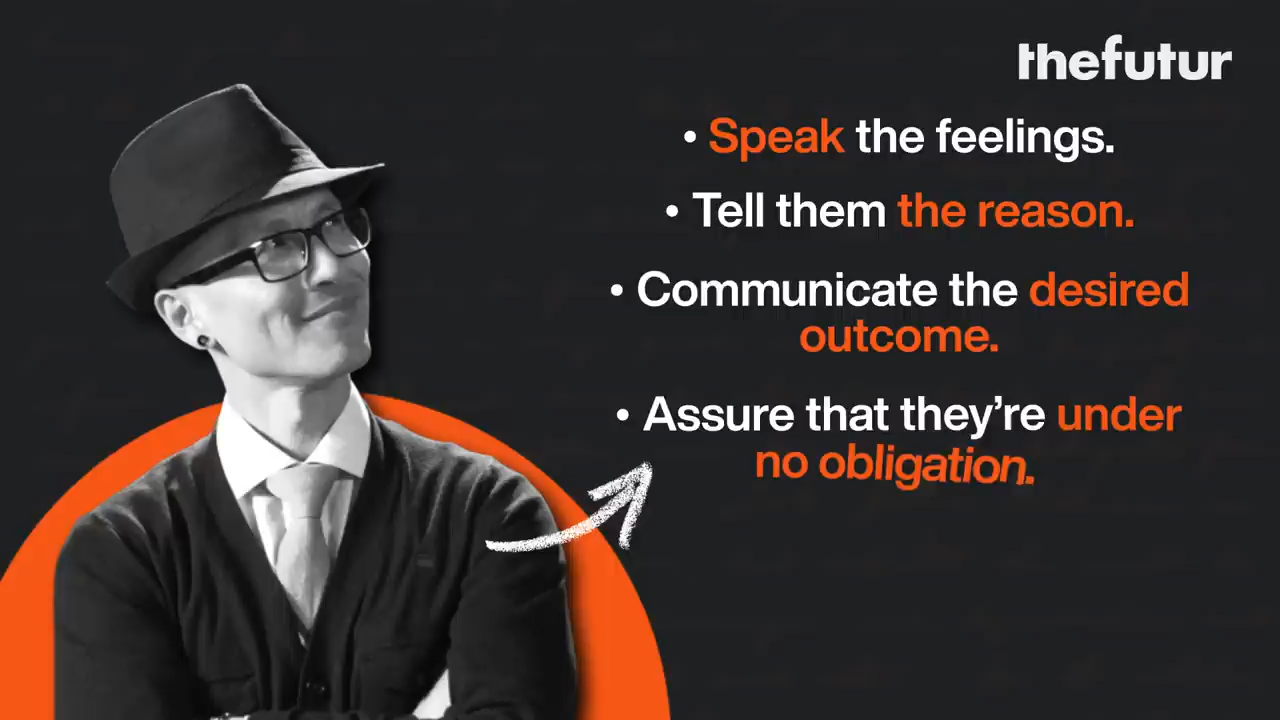 thefutur
• Speak the feelings.
• Tell them the reason.
• Communicate the desired
outcome.
• Assure that they’re under
no obligation.